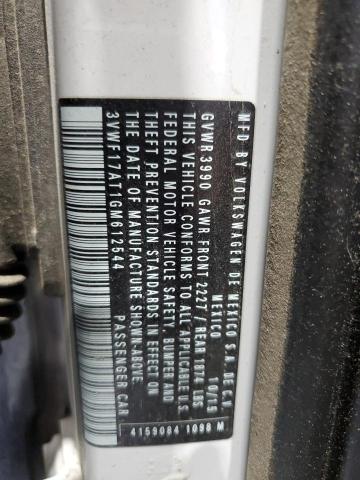 MFD BY VOLKSWAGEN DE MEXICO S.A. DE C.V.
MEXICO 10/15
GVWR 3990 GAWR FRONT 2227 / REAR 1874 LBS
THIS VEHICLE CONFORMS TO ALL APPLICABLE U.S.
FEDERAL MOTOR VEHICLE SAFETY, BUMPER AND
THEFT PREVENTION STANDARDS IN EFFECT ON
THE DATE OF MANUFACTURE SHOWN ABOVE.
3VWF17AT1GM612544 PASSENGER CAR
4159084 1098 M